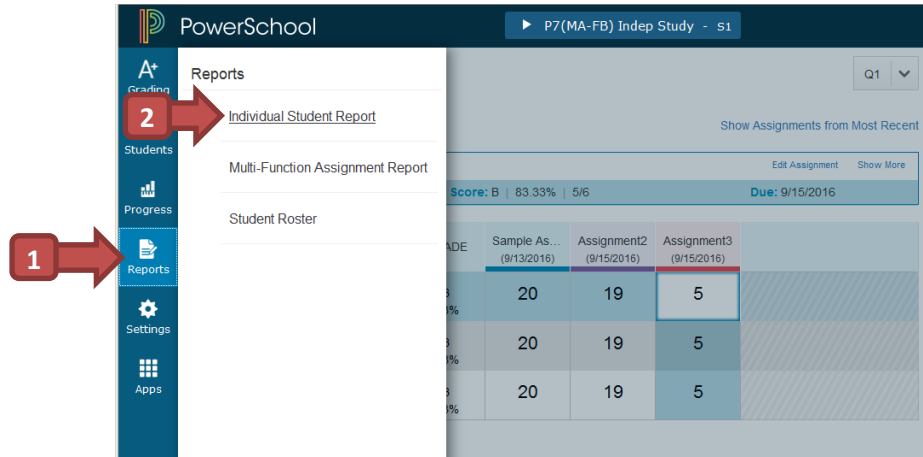 PowerSchool
P7(MA-FB) Indep Study - S1
A+
Grading
Students
Progress
Reports
Settings
Apps
1
2
Reports
Individual Student Report
Multi-Function Assignment Report
Student Roster
Q1
Show Assignments from Most Recent
Edit Assignment Show More
Score: B | 83.33% | 5/6 Due: 9/15/2016
Sample As... Assignment2 Assignment3
(9/13/2016) (9/15/2016) (9/15/2016)
20 19 5
20 19 5
20 19 5